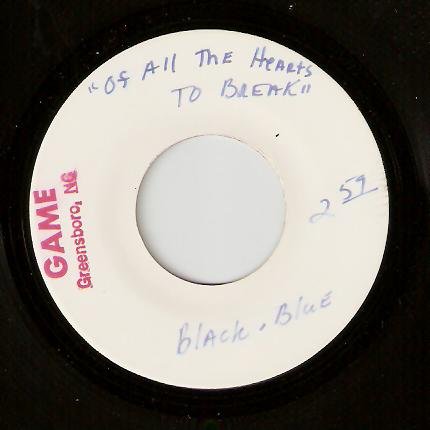 "Of All The Hearts
To Break"
GAME
Greensboro, NC
2 59
Black . Blue